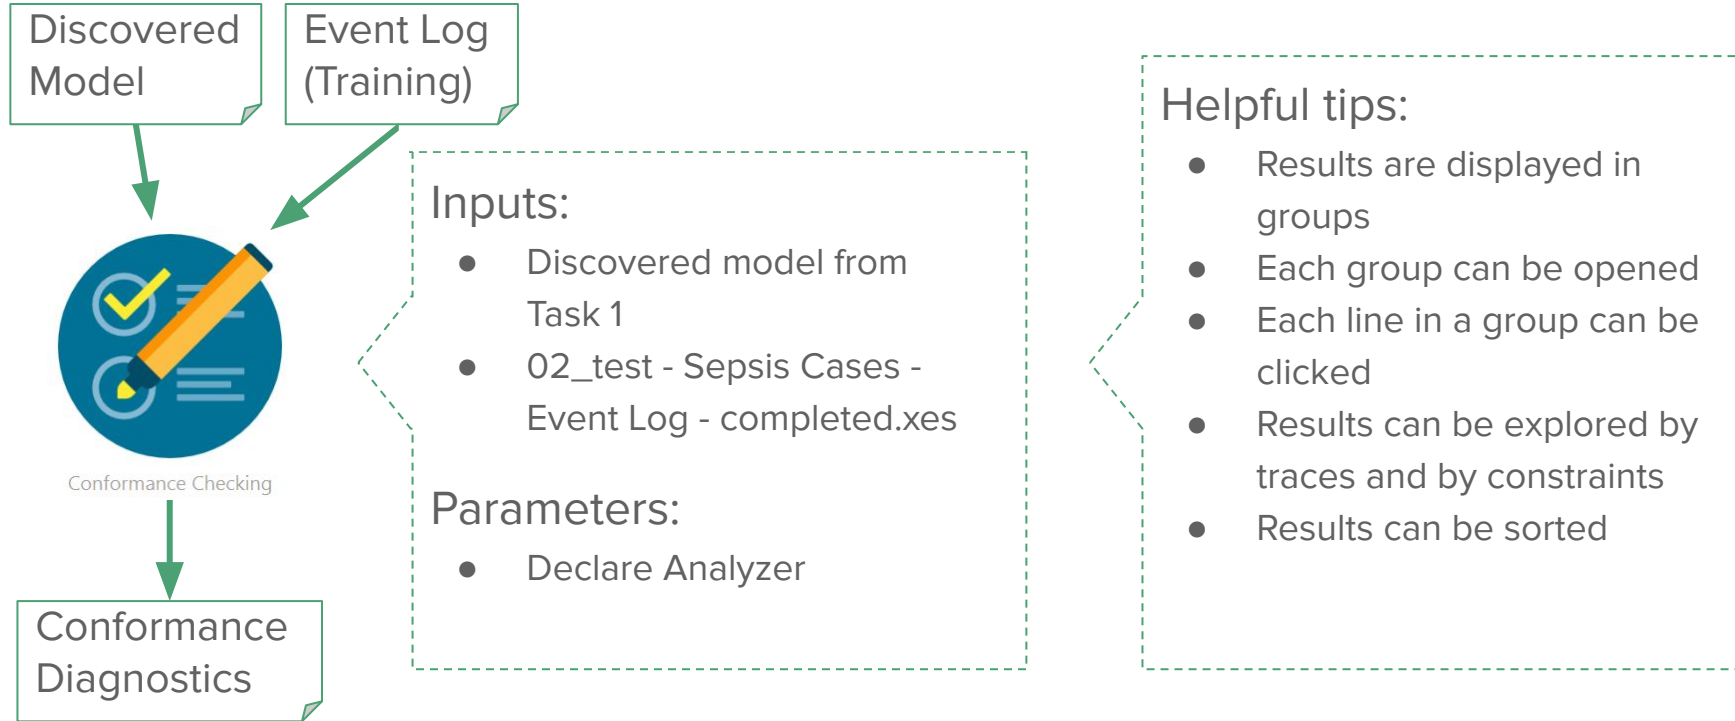 Discovered
Model
Event Log
(Training)
Conformance Checking
Conformance
Diagnostics
Inputs:
● Discovered model from
Task 1
● 02_test - Sepsis Cases -
Event Log - completed.xes
Parameters:
● Declare Analyzer
Helpful tips:
● Results are displayed in
groups
● Each group can be opened
● Each line in a group can be
clicked
● Results can be explored by
traces and by constraints
● Results can be sorted